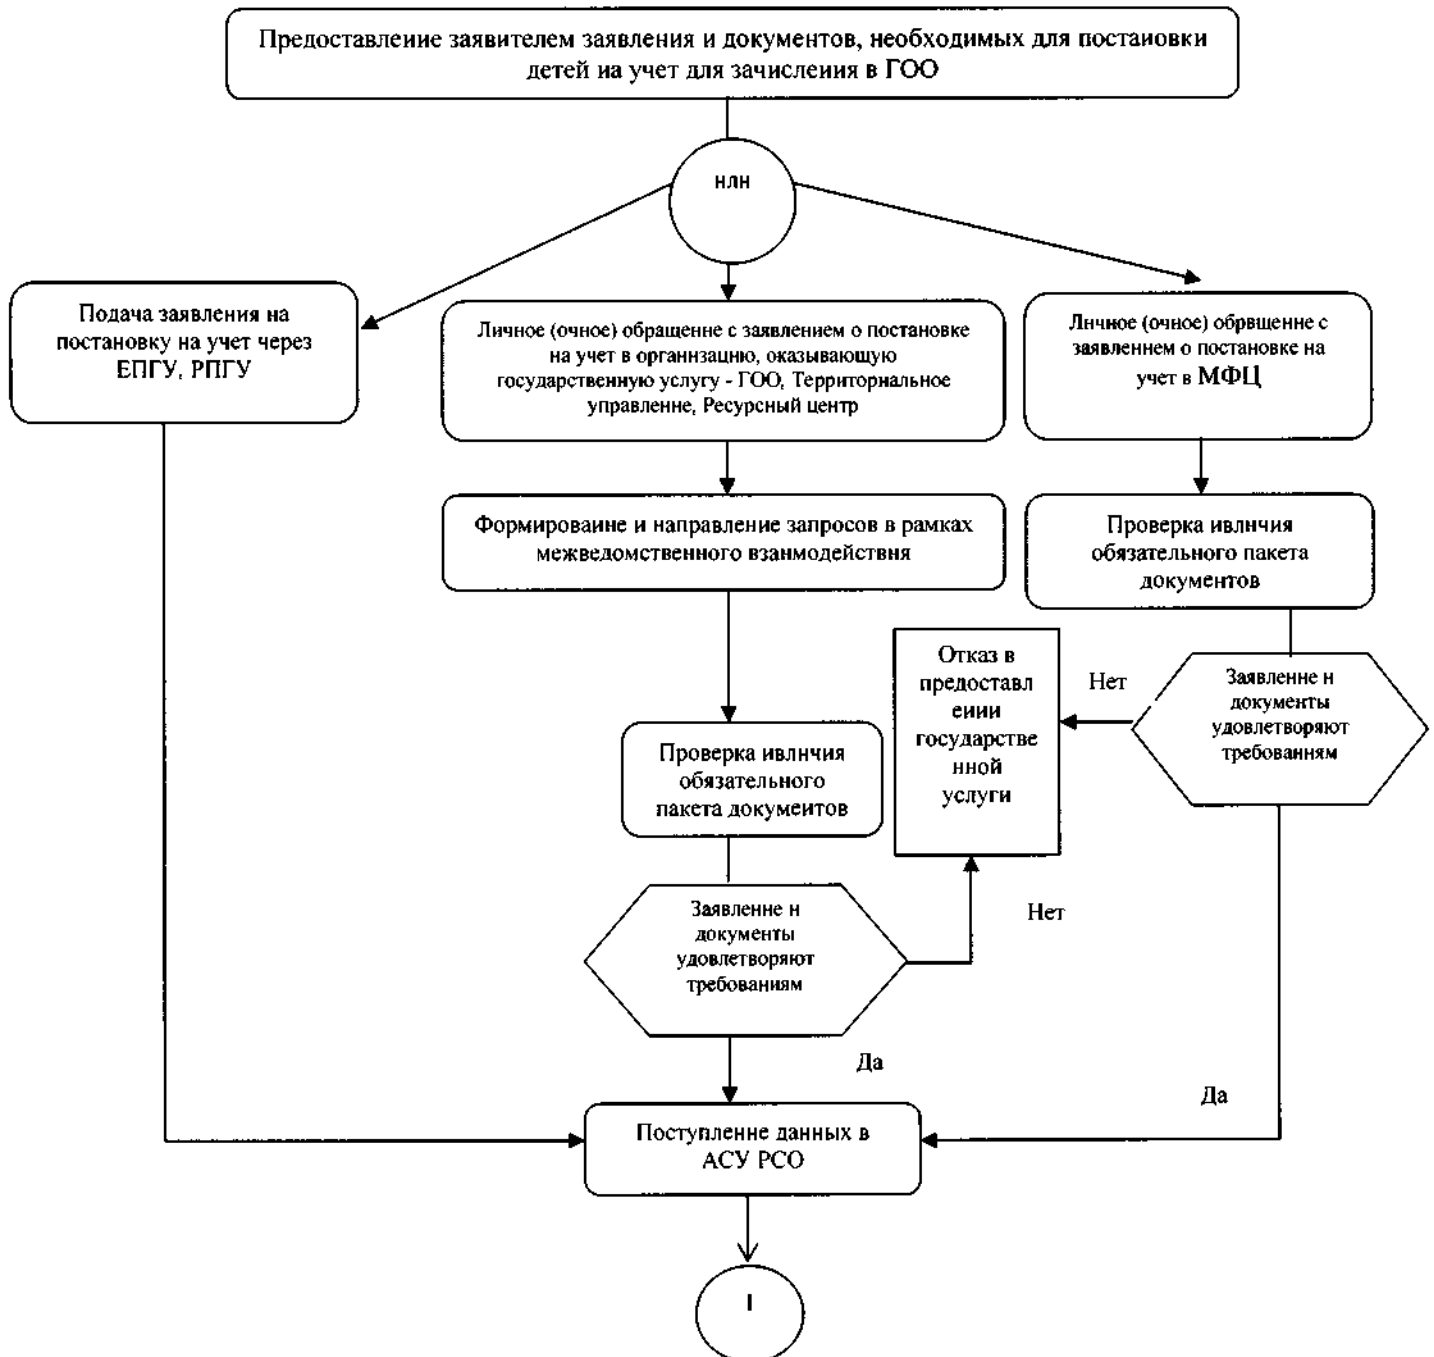 Предоставлеиие заявителем заявления и документов, необходимых для постаиовки
детей иа учет для зачисления в ГОО
нлн
Подача заявления на
постановку на учет через
ЕПГУ, РПГУ
Личное (очное) обращенне с заявлением о постановке
на учет в органнзацню, оказывающую
государственную услугу - ГОО, Территорнальное
управленне, Ресурсный центр
Лнчное (очное) обрвщенне с
заявленнем о постановке на
учет в МФЦ
Формироваине и направление запросов в рамках
межведомственного взанмодействня
Проверка ивлнчия
обязательного пакета
документов
Отказ в
предоставл
еиии
государстве
нной
услуги
Нет
Заявление н
документы
удовлетворяют
требованиям
Проверка ивлнчия
обязательного
пакета докумеитов
Заявление н
документы
удовлетворяют
требованиям
Нет
Да
Да
Поступленне данных в
АСУ РСО
I